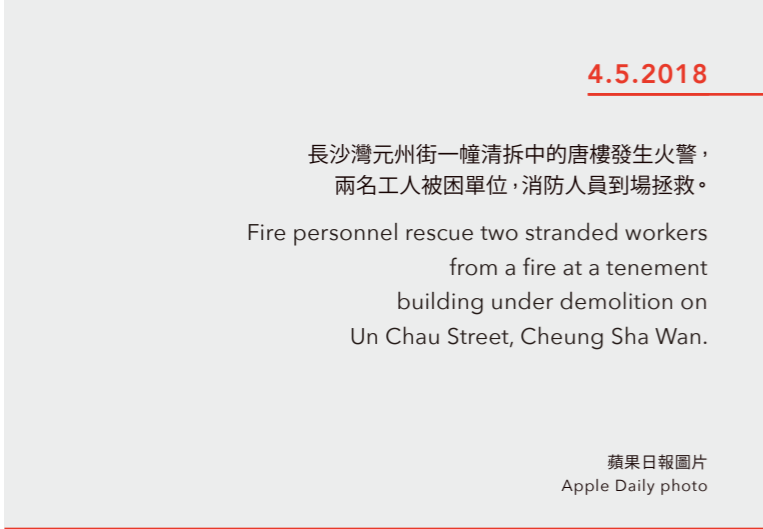 4.5.2018
長沙灣元州街一幢清拆中的唐樓發生火警，
兩名工人被困單位，消防人員到場拯救。
Fire personnel rescue two stranded workers
from a fire at a tenement
building under demolition on
Un Chau Street, Cheung Sha Wan.
蘋果日報圖片
Apple Daily photo